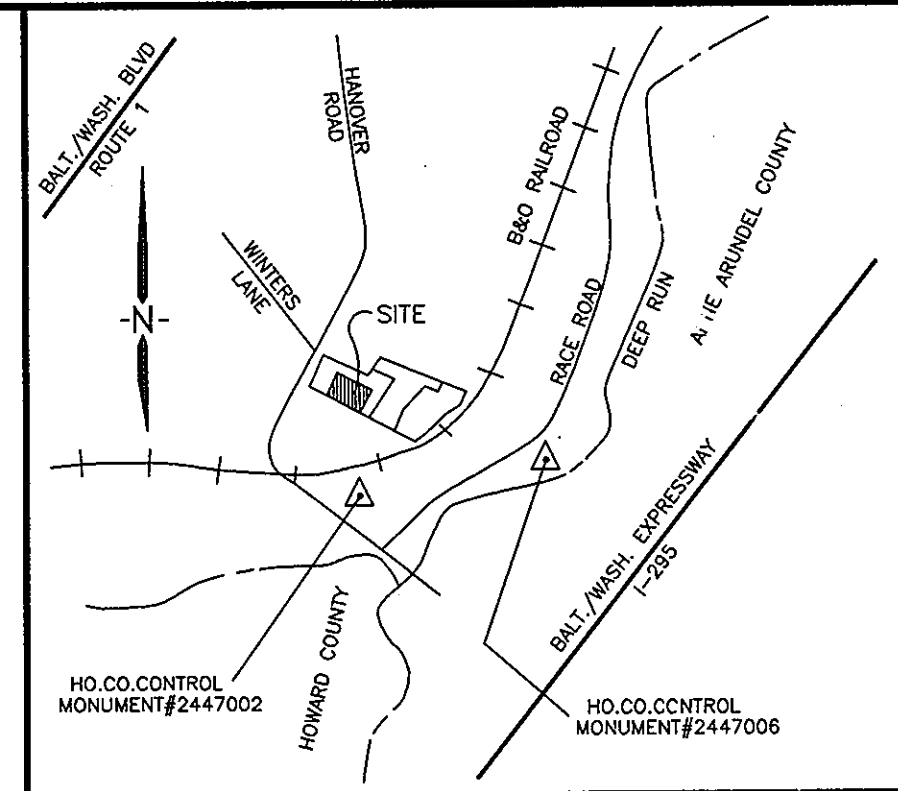 BALT./WASH. BLVD
ROUTE 1
HANOVER
ROAD
B&O RAILROAD
WINTERS
LANE
-N-
SITE
RACE ROAD
DEEP RUN
ARUNDEL COUNTY
BALT./WASH. EXPRESSWAY
I-295
HOWARD COUNTY
HO.CO.CONTROL
MONUMENT#2447002
HO.CO.CCNTROL
MONUMENT#2447006